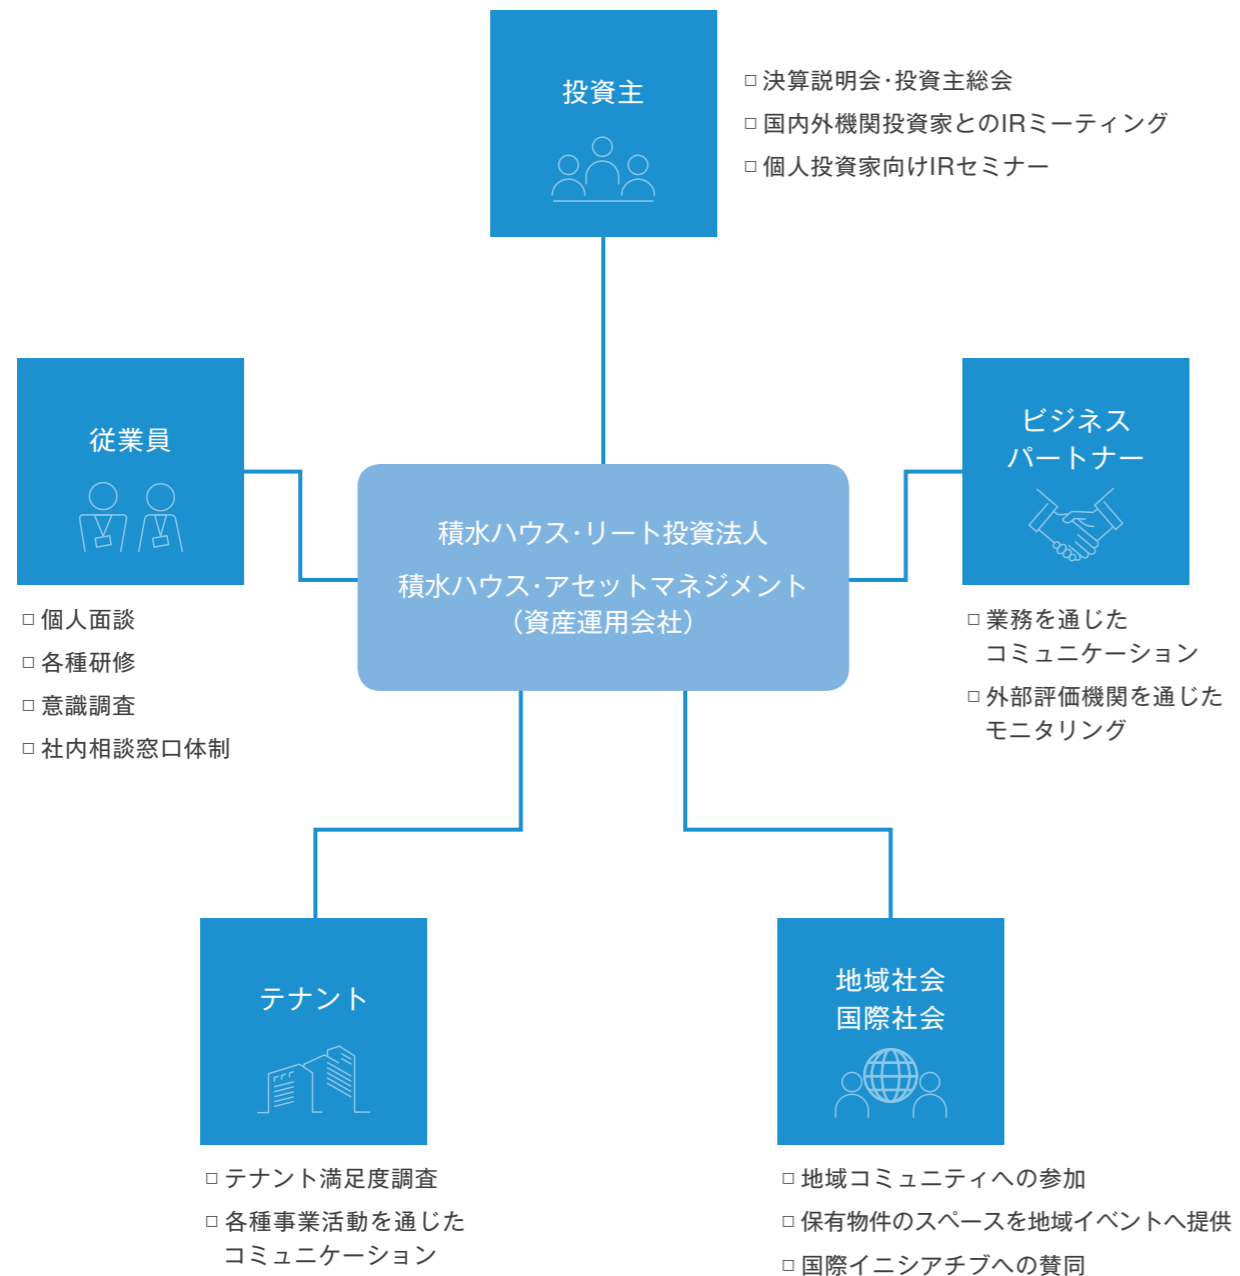 投資主
□ 決算説明会・投資主総会
□ 国内外機関投資家とのIRミーティング
□ 個人投資家向けIRセミナー
従業員
□ 個人面談
□ 各種研修
□ 意識調査
□ 社内相談窓口体制
積水ハウス・リート投資法人
積水ハウス・アセットマネジメント
（資産運用会社）
ビジネス
パートナー
□ 業務を通じた
コミュニケーション
□ 外部評価機関を通じた
モニタリング
テナント
□ テナント満足度調査
□ 各種事業活動を通じた
コミュニケーション
地域社会
国際社会
□ 地域コミュニティへの参加
□ 保有物件のスペースを地域イベントへ提供
□ 国際イニシアチブへの賛同